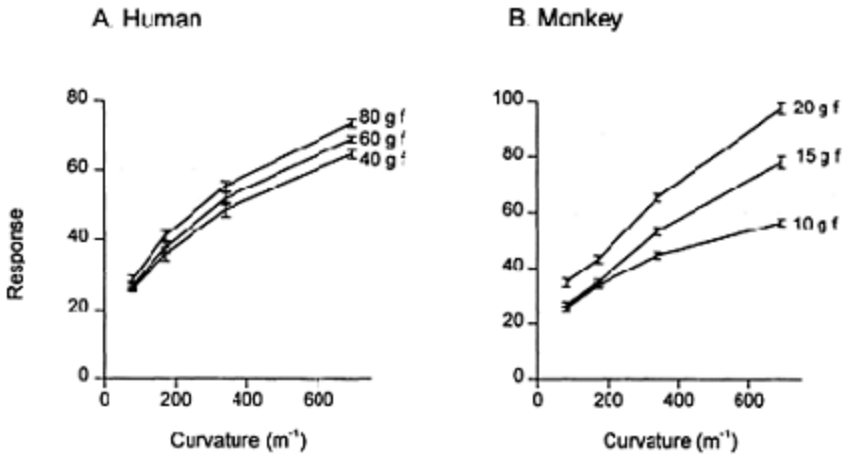 A. Human
B. Monkey
Response
80
60
40
20
0
0 200 400 600
80 g f
60 g f
40 g f
Curvature (m⁻¹)
100
80
60
40
20
0
0 200 400 600
20 g f
15 g f
10 g f
Curvature (m⁻¹)